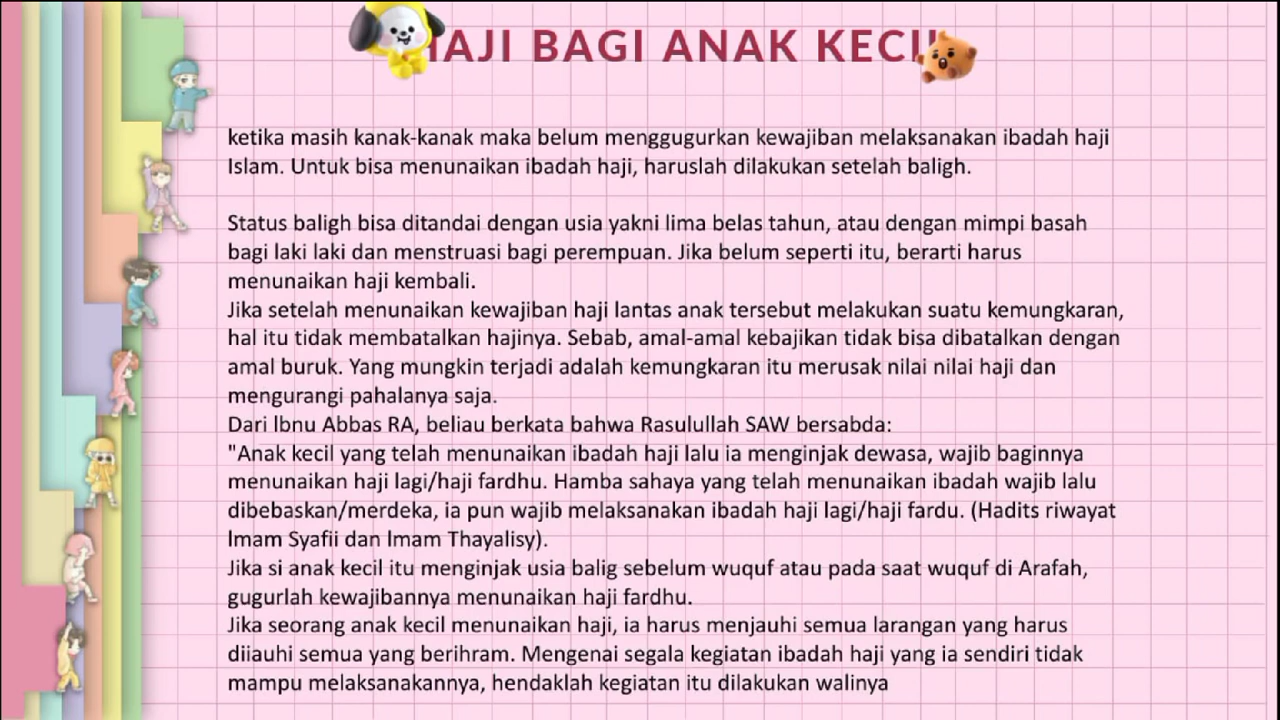 HAJI BAGI ANAK KECIL
ketika masih kanak-kanak maka belum menggugurkan kewajiban melaksanakan ibadah haji
Islam. Untuk bisa menunaikan ibadah haji, haruslah dilakukan setelah baligh.
Status baligh bisa ditandai dengan usia yakni lima belas tahun, atau dengan mimpi basah
bagi laki laki dan menstruasi bagi perempuan. Jika belum seperti itu, berarti harus
menunaikan haji kembali.
Jika setelah menunaikan kewajiban haji lantas anak tersebut melakukan suatu kemungkaran,
hal itu tidak membatalkan hajinya. Sebab, amal-amal kebajikan tidak bisa dibatalkan dengan
amal buruk. Yang mungkin terjadi adalah kemungkaran itu merusak nilai nilai haji dan
mengurangi pahalanya saja.
Dari lbnu Abbas RA, beliau berkata bahwa Rasulullah SAW bersabda:
"Anak kecil yang telah menunaikan ibadah haji lalu ia menginjak dewasa, wajib baginnya
menunaikan haji lagi/haji fardhu. Hamba sahaya yang telah menunaikan ibadah wajib lalu
dibebaskan/merdeka, ia pun wajib melaksanakan ibadah haji lagi/haji fardu. (Hadits riwayat
lmam Syafii dan lmam Thayalisy).
Jika si anak kecil itu menginjak usia balig sebelum wuquf atau pada saat wuquf di Arafah,
gugurlah kewajibannya menunaikan haji fardhu.
Jika seorang anak kecil menunaikan haji, ia harus menjauhi semua larangan yang harus
diiauhi semua yang berihram. Mengenai segala kegiatan ibadah haji yang ia sendiri tidak
mampu melaksanakannya, hendaklah kegiatan itu dilakukan walinya